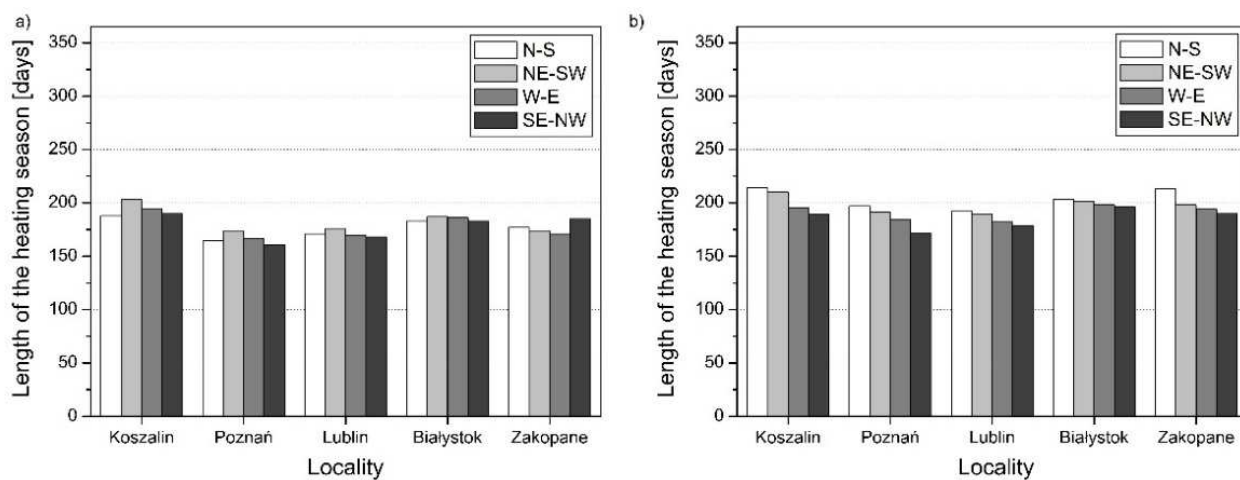 a)
Length of the heating season [days]
350
300
250
200
150
100
50
0
N-S
NE-SW
W-E
SE-NW
Koszalin Poznań Lublin Białystok Zakopane
Locality
b)
Length of the heating season [days]
350
300
250
200
150
100
50
0
N-S
NE-SW
W-E
SE-NW
Koszalin Poznań Lublin Białystok Zakopane
Locality